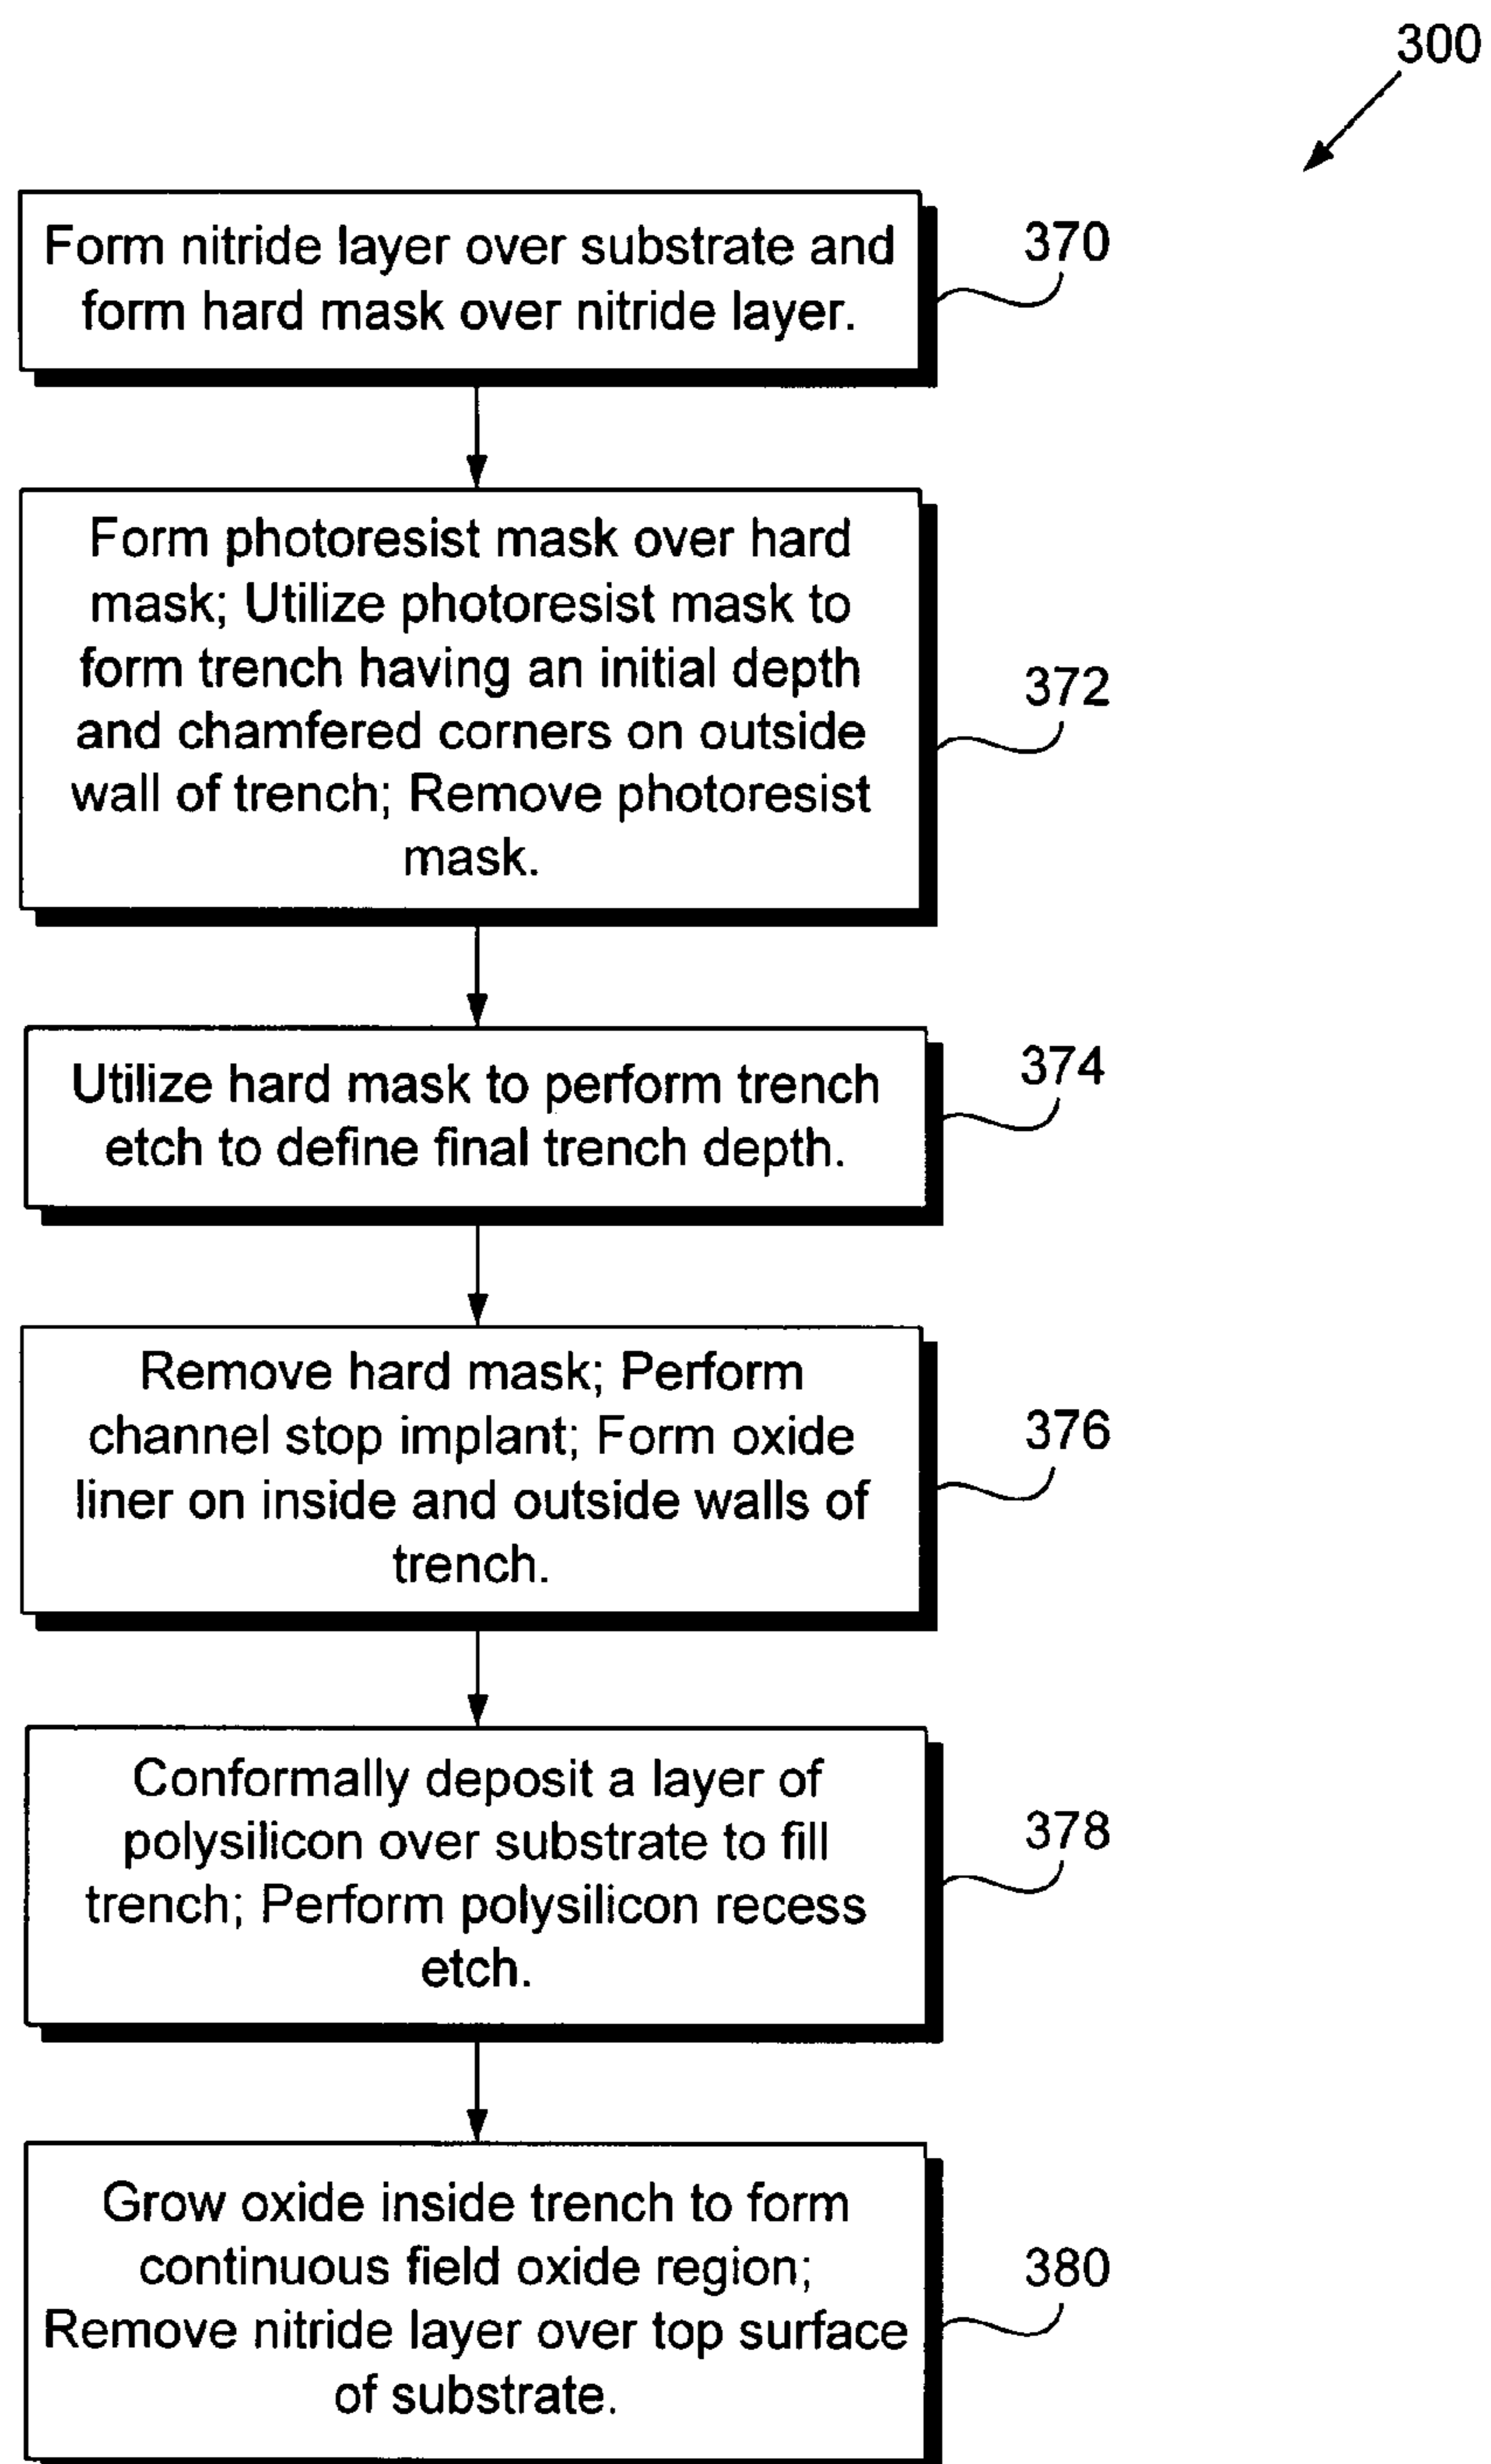 300
Form nitride layer over substrate and
form hard mask over nitride layer.
370
Form photoresist mask over hard
mask; Utilize photoresist mask to
form trench having an initial depth
and chamfered corners on outside
wall of trench; Remove photoresist
mask.
372
Utilize hard mask to perform trench
etch to define final trench depth.
374
Remove hard mask; Perform
channel stop implant; Form oxide
liner on inside and outside walls of
trench.
376
Conformally deposit a layer of
polysilicon over substrate to fill
trench; Perform polysilicon recess
etch.
378
Grow oxide inside trench to form
continuous field oxide region;
Remove nitride layer over top surface
of substrate.
380